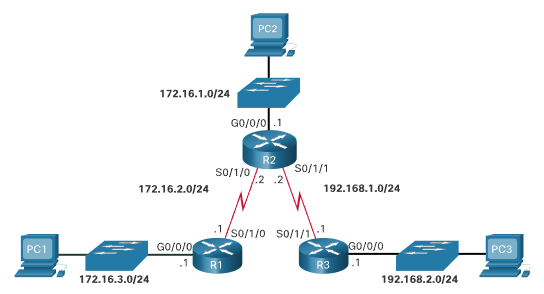 PC2
172.16.1.0/24
G0/0/0 .1
R2
S0/1/0 S0/1/1
.2 .2
172.16.2.0/24 192.168.1.0/24
.1 S0/1/0 S0/1/1 .1
PC1 G0/0/0 R1 R3 G0/0/0 PC3
.1 .1
172.16.3.0/24 192.168.2.0/24